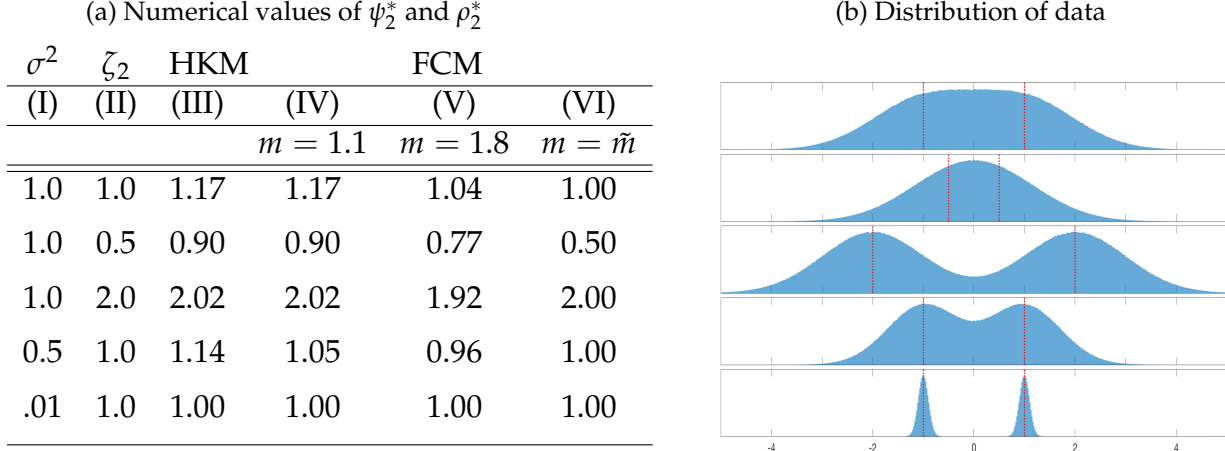 (a) Numerical values of ψ₂* and ρ₂*
σ² ζ₂ HKM FCM
(I) (II) (III) (IV) (V) (VI)
m = 1.1 m = 1.8 m = m̃
1.0 1.0 1.17 1.17 1.04 1.00
1.0 0.5 0.90 0.90 0.77 0.50
1.0 2.0 2.02 2.02 1.92 2.00
0.5 1.0 1.14 1.05 0.96 1.00
.01 1.0 1.00 1.00 1.00 1.00
(b) Distribution of data
-4 -2 0 2 4